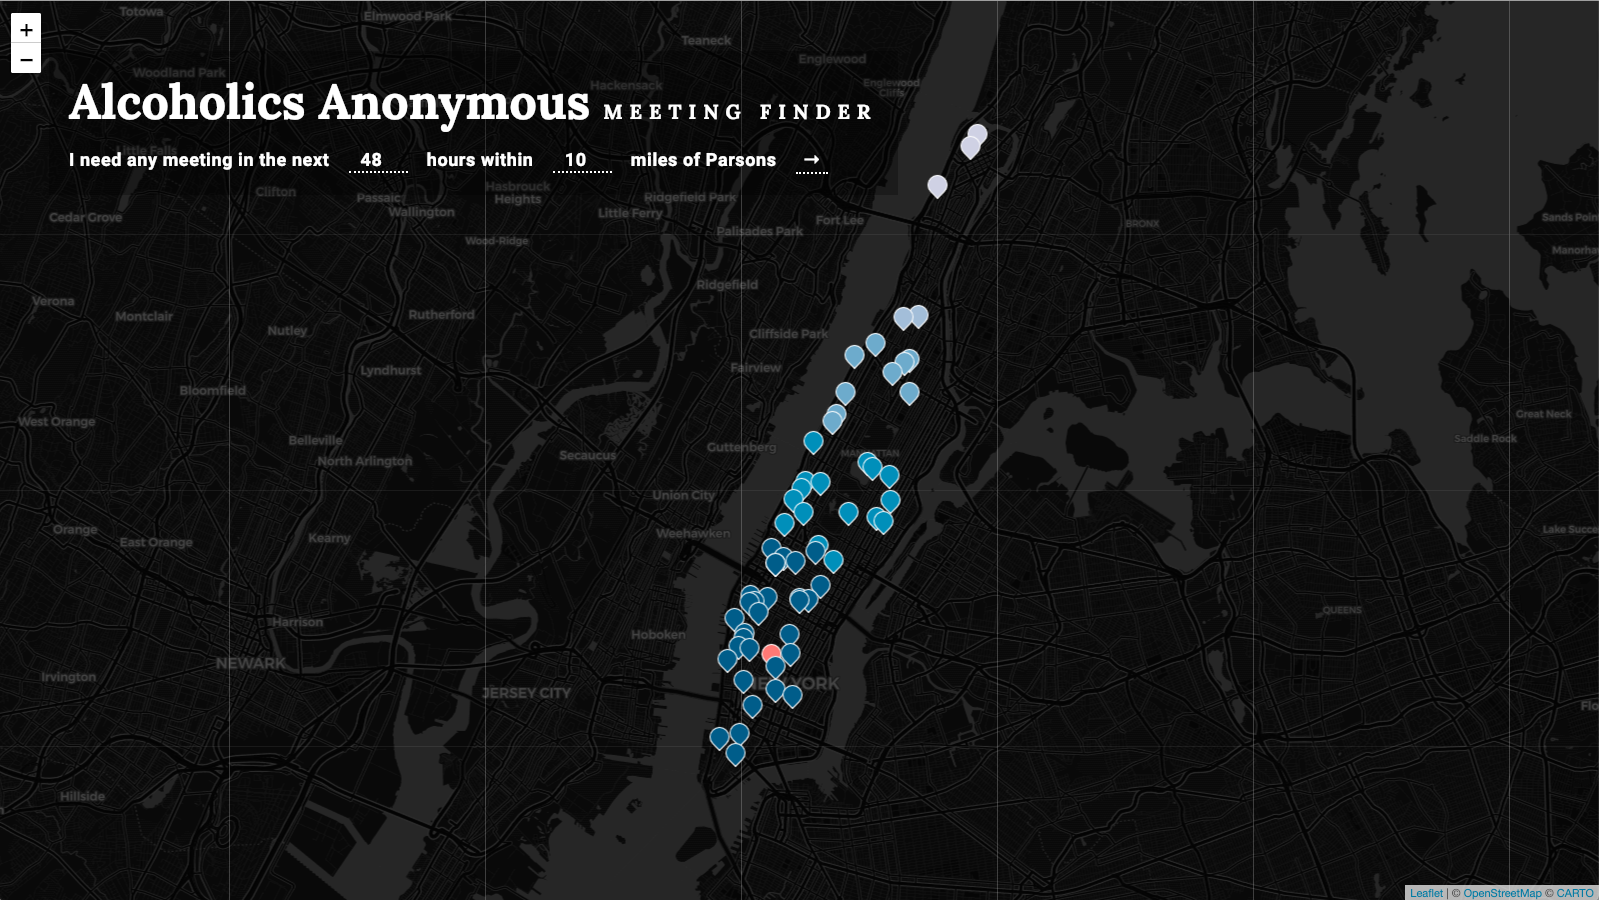 +
−
Alcoholics Anonymous MEETING FINDER
I need any meeting in the next 48 hours within 10 miles of Parsons →
Totowa
Elmwood Park
Teaneck
Englewood
Woodland Park
Hackensack
Englewood
Cliffs
Little Falls
Clifton
Passaic
Hasbrouck
Heights
Ridgefield Park
Wallington
Little Ferry
Cedar Grove
Fort Lee
Sands Poin
BRONX
Palisades Park
Wood-Ridge
Manorha
Ridgefield
Verona
Montclair
Rutherford
Nutley
Cliffside Park
Fairview
Lyndhurst
Bloomfield
West Orange
Great Neck
Belleville
Saddle Rock
Guttenberg
Secaucus
North Arlington
Union City
Orange
Weehawken
Lake Succe
Kearny
East Orange
QUEENS
Harrison
Hoboken
NEWARK
Irvington
NEW YORK
JERSEY CITY
Flo
Hillside
Leaflet | © OpenStreetMap © CARTO